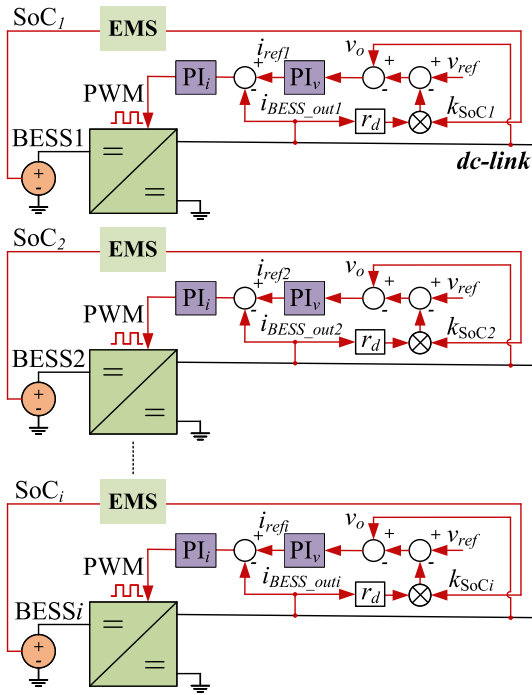 SoC1 EMS
vo
iref1 vref
PIi + PIv + - +
- -
PWM iBESS_out1 rd kSoC1
BESS1
dc-link
+ -
SoC2 EMS
vo
iref2 vref
PIi + PIv + - +
- -
PWM iBESS_out2 rd kSoC2
BESS2
+ -
SoCi EMS
vo
irefi vref
PIi + PIv + - +
- -
PWM iBESS_outi rd kSoCi
BESSi
+ -